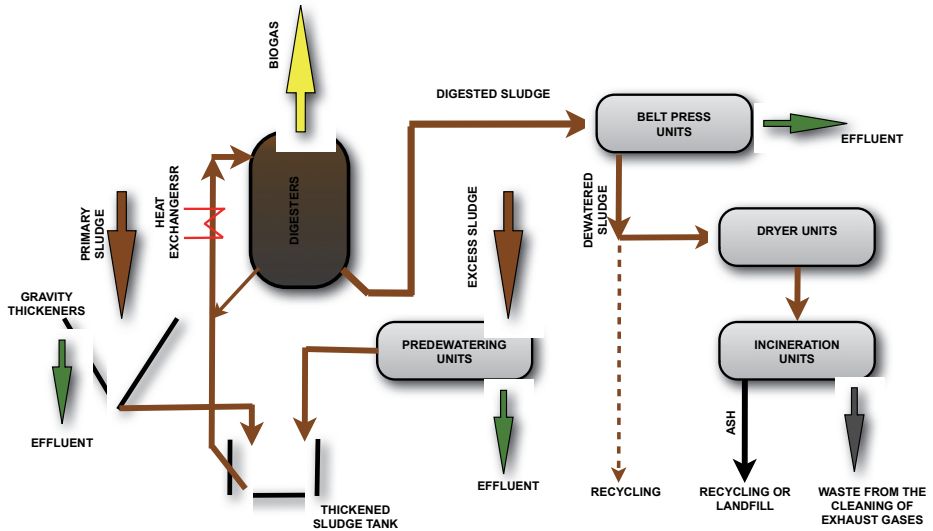 BIOGAS
DIGESTED SLUDGE
BELT PRESS
UNITS
EFFLUENT
PRIMARY
SLUDGE
HEAT
EXCHANGERSR
DIGESTERS
EXCESS SLUDGE
DEWATERED
SLUDGE
DRYER UNITS
GRAVITY
THICKENERS
PREDEWATERING
UNITS
INCINERATION
UNITS
EFFLUENT
ASH
EFFLUENT
RECYCLING
RECYCLING OR
LANDFILL
WASTE FROM THE
CLEANING OF
EXHAUST GASES
THICKENED
SLUDGE TANK